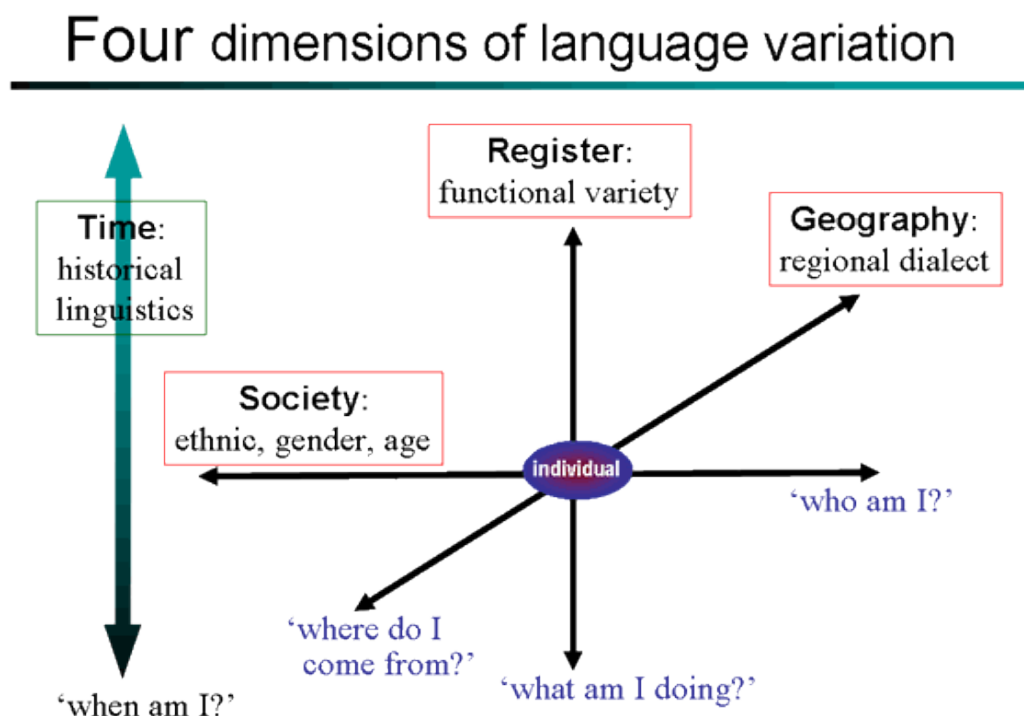 Four dimensions of language variation
Register:
functional variety
Geography:
regional dialect
Time:
historical
linguistics
Society:
ethnic, gender, age
individual
‘who am I?’
‘where do I
come from?’
‘what am I doing?’
‘when am I?’